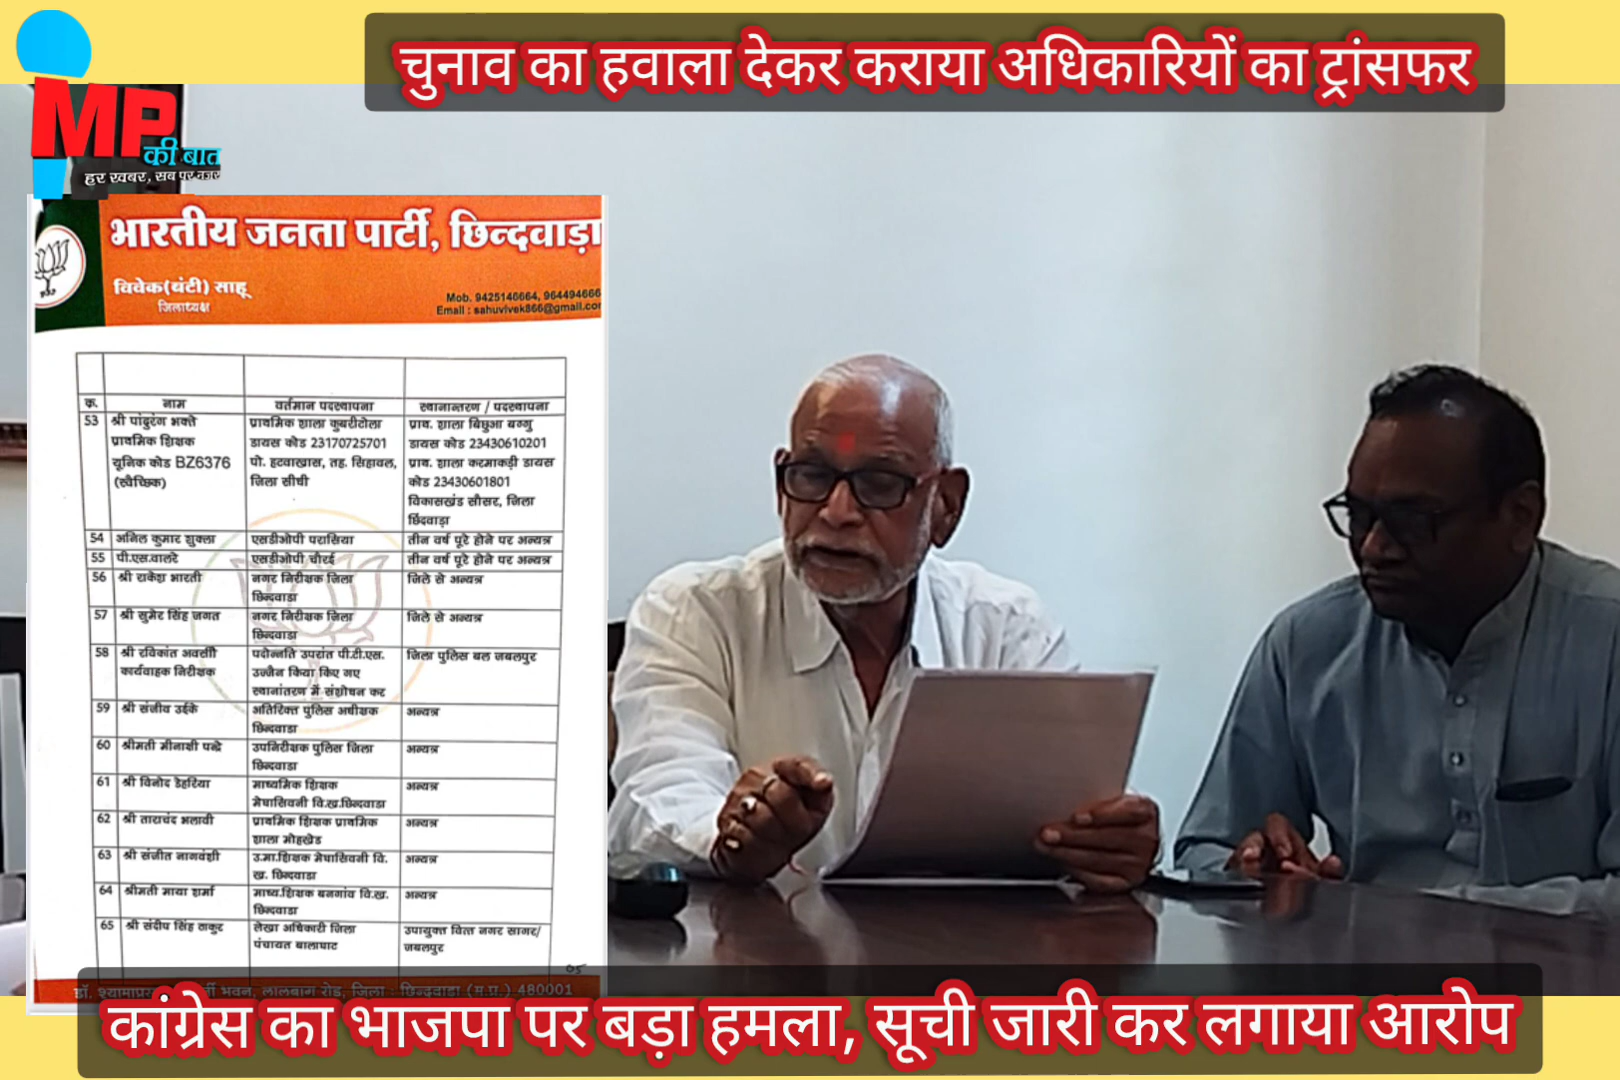 चुनाव का हवाला देकर कराया अधिकारियों का ट्रांसफर
MP
की बात
हर खबर, सब पर नजर
भारतीय जनता पार्टी, छिन्दवाड़ा
विवेक(बंटी) साहू
जिलाध्यक्ष
Mob. 9425146664, 964494666
Email : sahuvivek866@gmail.com
क्र. नाम वर्तमान पदस्थापना स्थानान्तरण / पदस्थापना
53 श्री पांडुरंग भक्ते प्राथमिक शाला कुबरीटोला प्राथ. शाला बिछुआ बग्गु
प्राथमिक शिक्षक डायस कोड 23170725701 डायस कोड 23430610201
यूनिक कोड BZ6376 पो. हटवाखास, तह. सिहावल, प्राथ. शाला करमाकड़ी डायस
(स्वैच्छिक) जिला सीधी कोड 23430601801
विकासखंड सौसर, जिला
छिंदवाड़ा
54 अनिल कुमार शुक्ला एसडीओपी परासिया तीन वर्ष पूरे होने पर अन्यत्र
55 पी.एस.वालरे एसडीओपी चौरई तीन वर्ष पूरे होने पर अन्यत्र
56 श्री राकेश भारती नगर निरीक्षक जिला जिले से अन्यत्र
छिन्दवाडा
57 श्री सुमेर सिंह जगत नगर निरीक्षक जिला जिले से अन्यत्र
छिन्दवाडा
58 श्री रविकांत अवसी पदोन्नति उपरांत पी.टी.एस. जिला पुलिस बल जबलपुर
कार्यवाहक निरीक्षक उज्जैन किया किए गए
स्थानांतरण में संशोधन कर
59 श्री संजीव उईके अतिरिक्त पुलिस अधीक्षक अन्यत्र
छिन्दवाडा
60 श्रीमती मीनाक्षी पन्द्रे उपनिरीक्षक पुलिस जिला अन्यत्र
छिन्दवाडा
61 श्री विनोद डेहरिया माध्यमिक शिक्षक अन्यत्र
मेघासिवनी वि.ख.छिन्दवाडा
62 श्री ताराचंद भलावी प्राथमिक शिक्षक प्राथमिक अन्यत्र
शाला मोहखेड
63 श्री संजीत नागवंशी उ.मा.शिक्षक मेघासिवनी वि. अन्यत्र
ख. छिन्दवाडा
64 श्रीमती माया शर्मा माध्य.शिक्षक बनगांव वि.ख. अन्यत्र
छिन्दवाडा
65 श्री संदीप सिंह ठाकुर लेखा अधिकारी जिला उपायुक्त वित्त नगर सागर/
पंचायत बालाघाट जबलपुर
05
भवन, लालबाग रोड, जिला : छिन्दवाड़ा (म.प्र.) 480001
कांग्रेस का भाजपा पर बड़ा हमला, सूची जारी कर लगाया आरोप